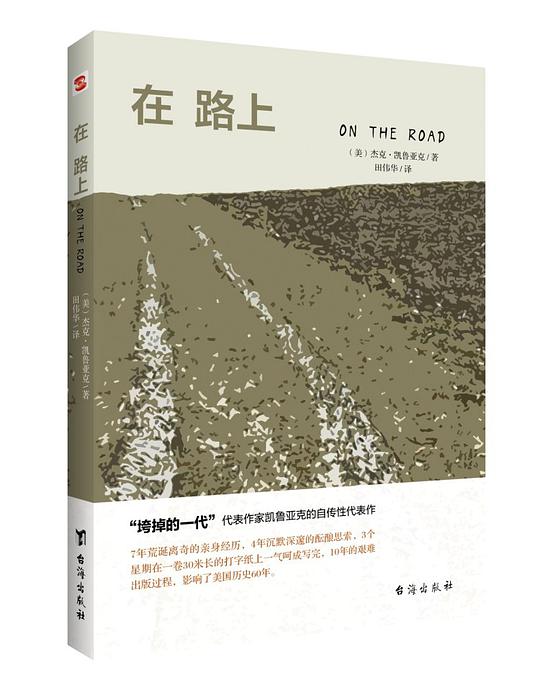 在 路上
ON THE ROAD
（美）杰克·凯鲁亚克/著
田伟华/译
在 路上
ON THE ROAD
（美）杰克·凯鲁亚克/著
田伟华/译
台海出版社
“垮掉的一代” 代表作家凯鲁亚克的自传性代表作
7年荒诞离奇的亲身经历，4年沉默深邃的酝酿思索，3个
星期在一卷30米长的打字纸上一气呵成写完，10年的艰难
出版过程，影响了美国历史60年。
台海出版社